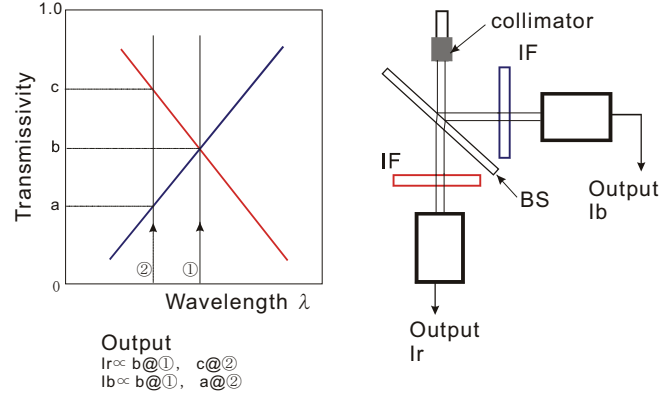 1.0
c
b
a
0
Transmissivity
② ①
Wavelength λ
Output
Ir∝ b@①, c@②
Ib∝ b@①, a@②
collimator
IF
IF
BS
Output
Ib
Output
Ir